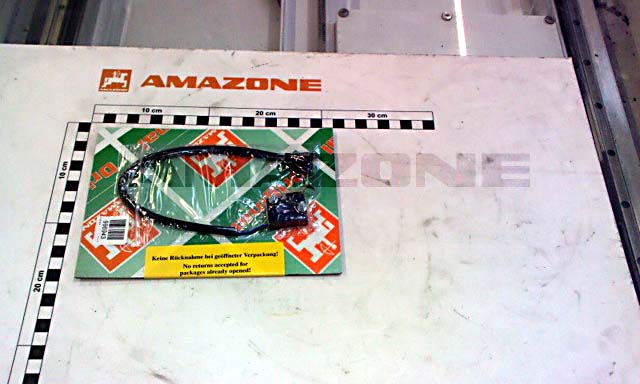 AMAZONE
10 cm
20 cm
30 cm
10 cm
20 cm
AMAZONE
Keine Rücknahme bei geöffneter Verpackung!
No returns accepted for
packages already opened!